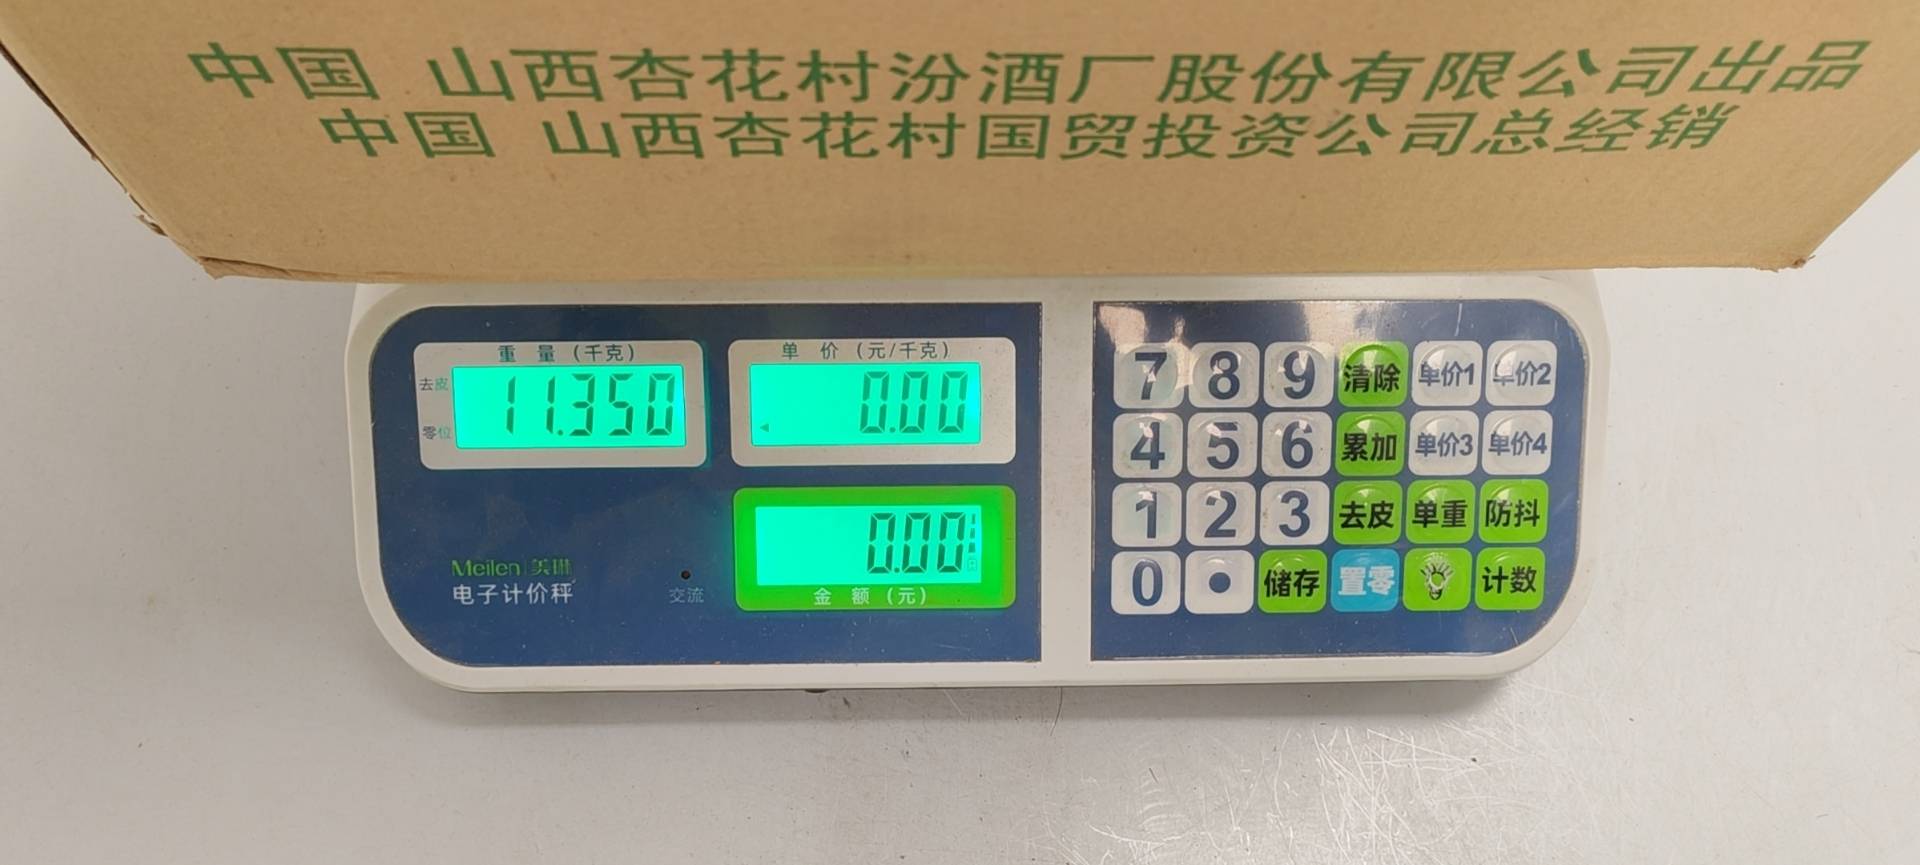 中国 山西杏花村汾酒厂股份有限公司出品
中国 山西杏花村国贸投资公司总经销
重 量 (千克)
单 价 (元/千克)
去皮
11.350
0.00
零位
0.00
金 额 (元)
Meilen 美琳
电子计价秤
交流
7 8 9 清除 单价1 单价2
4 5 6 累加 单价3 单价4
1 2 3 去皮 单重 防抖
0 . 储存 置零 计数